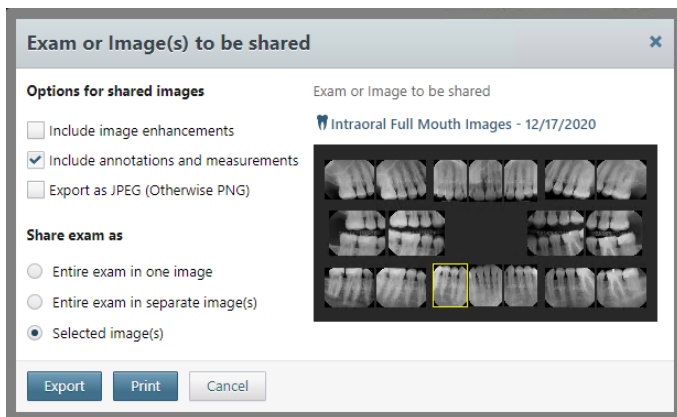 Exam or Image(s) to be shared
Options for shared images
Include image enhancements
Include annotations and measurements
Export as JPEG (Otherwise PNG)
Share exam as
Entire exam in one image
Entire exam in separate image(s)
Selected image(s)
Exam or Image to be shared
Intraoral Full Mouth Images - 12/17/2020
Export
Print
Cancel